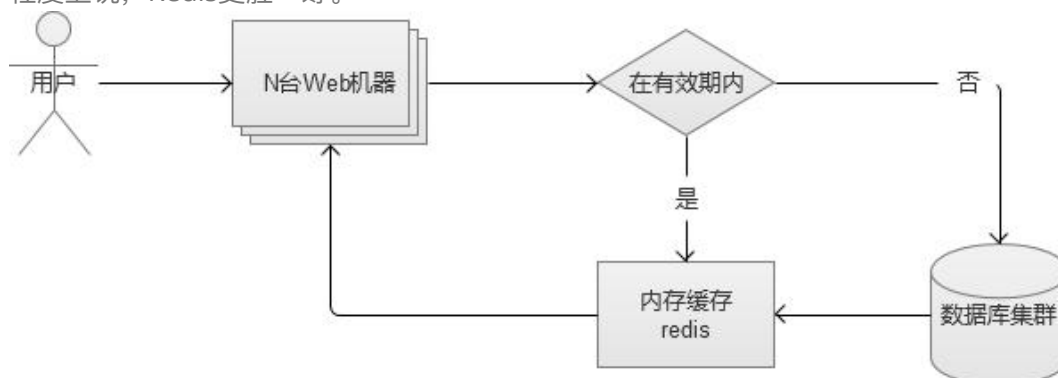 用户
N台Web机器
在有效期内
否
是
内存缓存
redis
数据库集群